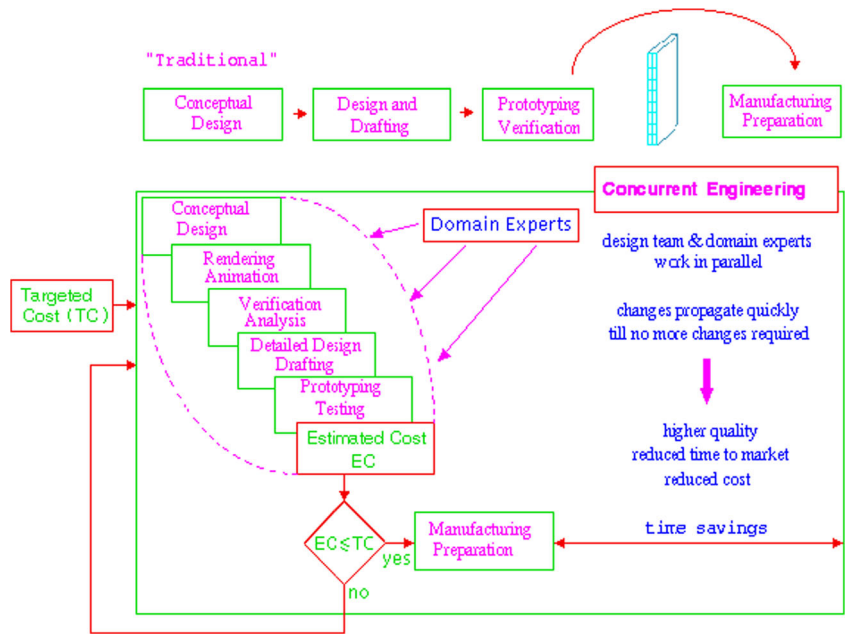 "Traditional"
Conceptual
Design
Design and
Drafting
Prototyping
Verification
Manufacturing
Preparation
Concurrent Engineering
Conceptual
Design
Domain Experts
design team & domain experts
work in parallel
Rendering
Animation
Targeted
Cost (TC)
Verification
Analysis
changes propagate quickly
till no more changes required
Detailed Design
Drafting
Prototyping
Testing
Estimated Cost
EC
higher quality
reduced time to market
reduced cost
EC≤TC
yes
no
Manufacturing
Preparation
time savings